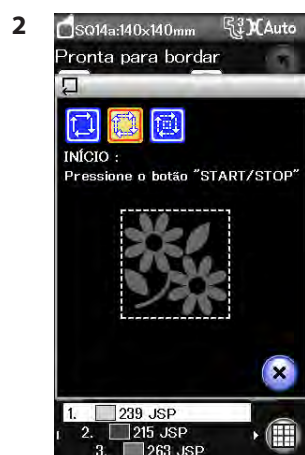 2
SQ14a:140x140mm Auto
Pronta para bordar
INÍCIO :
Pressione o botão "START/STOP"
1. 239 JSP
2. 215 JSP
3. 263 JSP